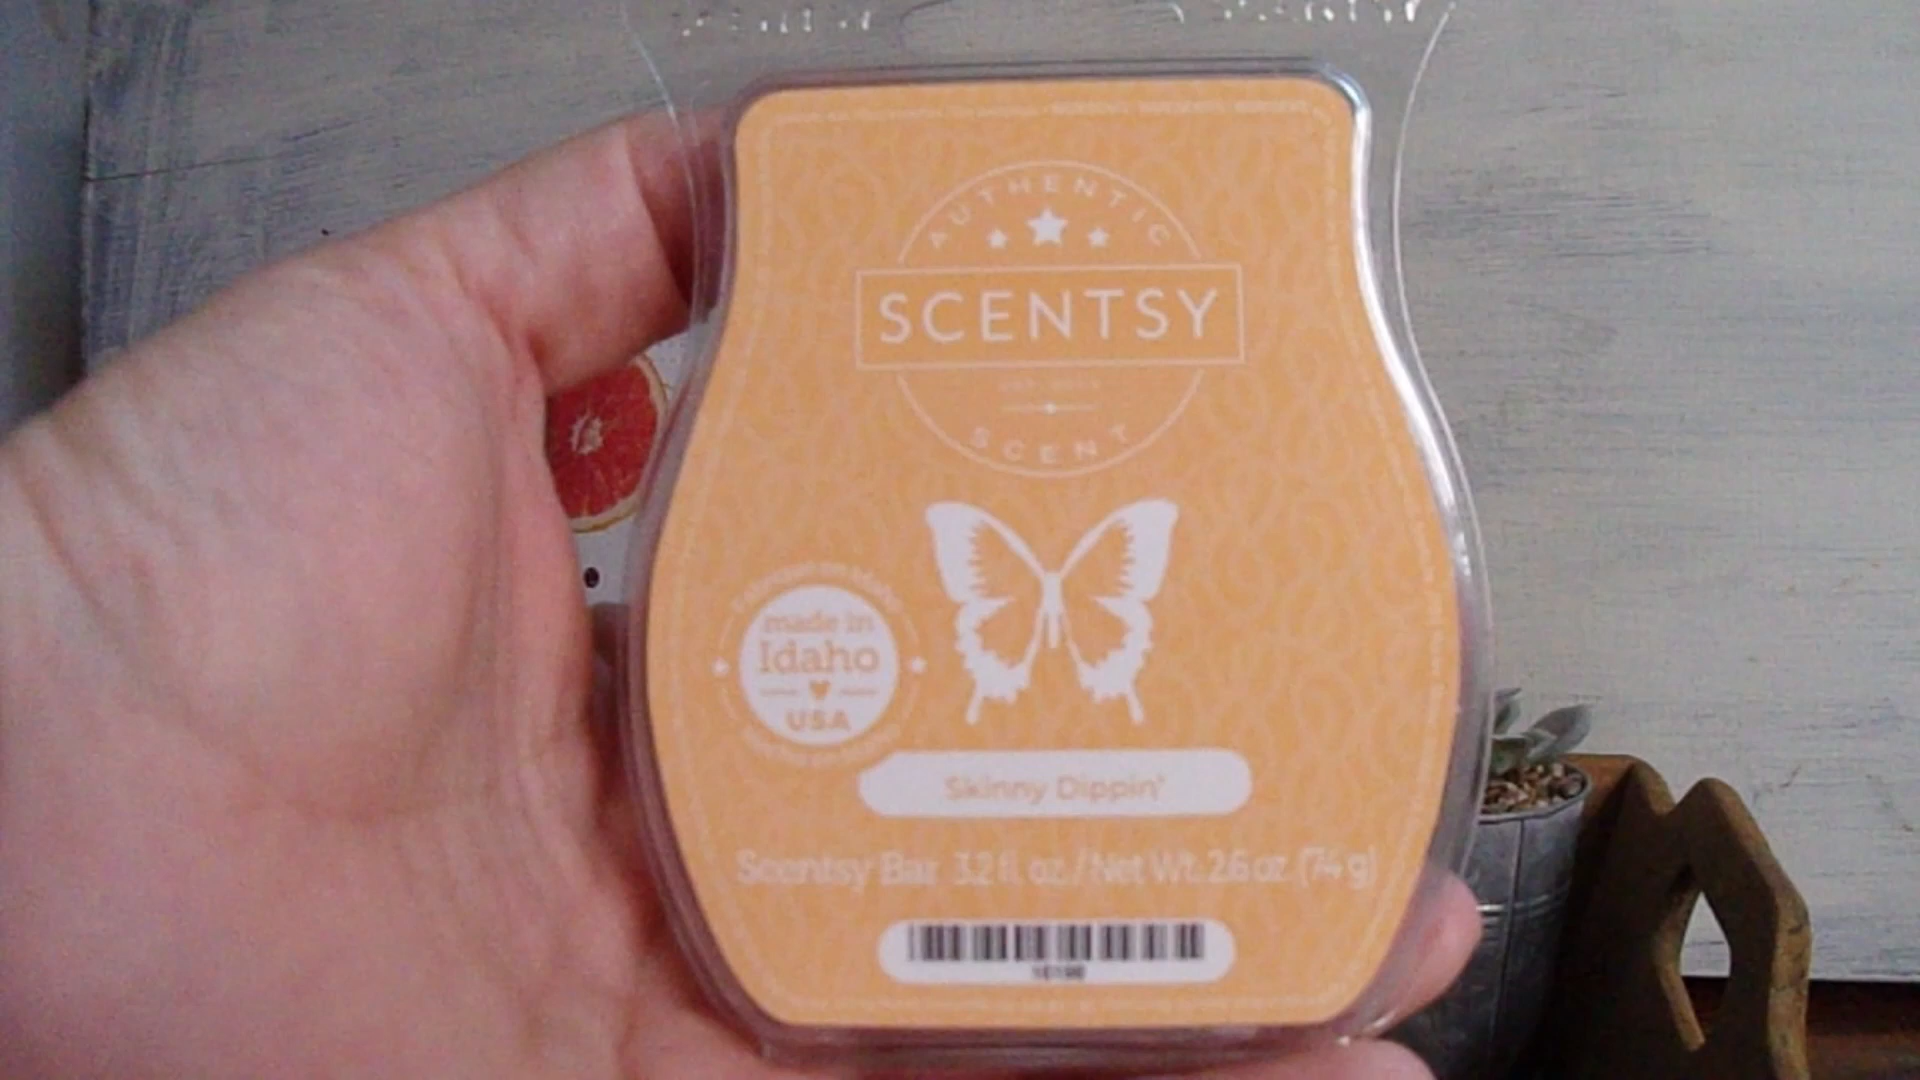 AUTHENTIC
SCENTSY
SCENT
made in
Idaho
USA
Skinny Dippin'
Scentsy Bar 3.2 fl. oz / Net Wt. 2.6 oz. (74 g)